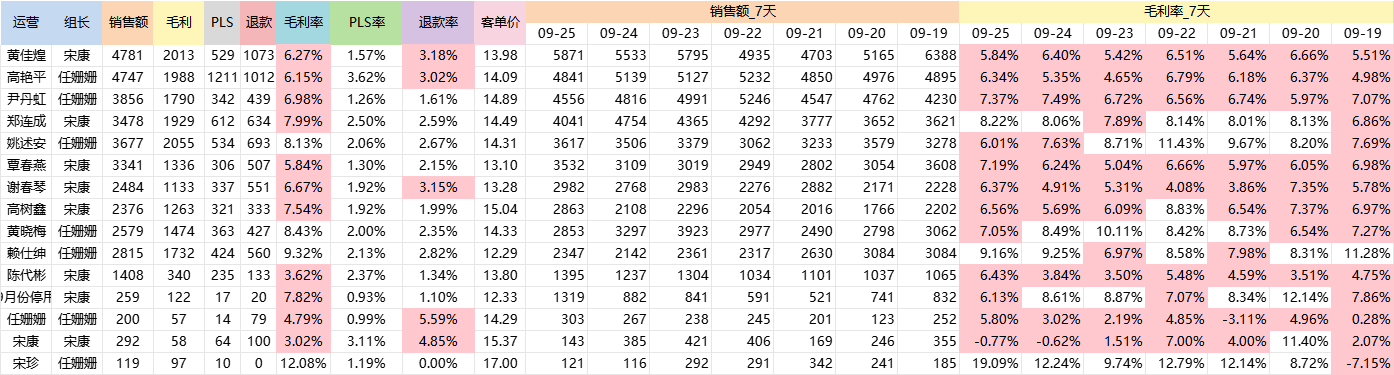 运营 组长 销售额 毛利 PLS 退款 毛利率 PLS率 退款率 客单价 销售额_7天 毛利率_7天
09-25 09-24 09-23 09-22 09-21 09-20 09-19 09-25 09-24 09-23 09-22 09-21 09-20 09-19
黄佳煌 宋康 4781 2013 529 1073 6.27% 1.57% 3.18% 13.98 5871 5533 5795 4935 4703 5165 6388 5.84% 6.40% 5.42% 6.51% 5.64% 6.66% 5.51%
高艳平 任姗姗 4747 1988 1211 1012 6.15% 3.62% 3.02% 14.09 4841 5139 5127 5232 4850 4976 4895 6.34% 5.35% 4.65% 6.79% 6.18% 6.37% 4.98%
尹丹虹 任姗姗 3856 1790 342 439 6.98% 1.26% 1.61% 14.89 4556 4816 4991 5246 4547 4762 4230 7.37% 7.49% 6.72% 6.56% 6.74% 5.97% 7.07%
郑连成 宋康 3478 1929 612 634 7.99% 2.50% 2.59% 14.49 4041 4754 4365 4292 3777 3652 3621 8.22% 8.06% 7.89% 8.14% 8.01% 8.13% 6.86%
姚述安 任姗姗 3677 2055 534 693 8.13% 2.06% 2.67% 14.31 3617 3506 3379 3062 3233 3579 3278 6.01% 7.63% 8.71% 11.43% 9.67% 8.20% 7.69%
覃春燕 宋康 3341 1336 306 507 5.84% 1.30% 2.15% 13.10 3532 3109 3019 2949 2802 3054 3608 7.19% 6.24% 5.04% 6.66% 5.97% 6.05% 6.98%
谢春琴 宋康 2484 1133 337 551 6.67% 1.92% 3.15% 13.28 2982 2768 2983 2276 2882 2171 2228 6.37% 4.91% 5.31% 4.08% 3.86% 7.35% 5.78%
高树鑫 宋康 2376 1263 321 333 7.54% 1.92% 1.99% 15.04 2863 2108 2296 2054 2016 1766 2202 6.56% 5.69% 6.09% 8.83% 6.54% 7.37% 6.97%
黄晓梅 任姗姗 2579 1474 363 427 8.43% 2.00% 2.35% 14.33 2853 3297 3923 2977 2490 2798 3062 7.05% 8.49% 10.11% 8.42% 8.73% 6.54% 7.27%
赖仕绅 任姗姗 2815 1732 424 560 9.32% 2.13% 2.82% 12.29 2347 2142 2361 2317 2630 3084 3084 9.16% 9.25% 6.97% 8.58% 7.98% 8.31% 11.28%
陈代彬 宋康 1408 340 235 133 3.62% 2.37% 1.34% 13.80 1395 1237 1304 1034 1101 1037 1065 6.43% 3.84% 3.50% 5.48% 4.59% 3.51% 4.75%
9月份停用 宋康 259 122 17 20 7.82% 0.93% 1.10% 12.33 1319 882 841 591 521 741 832 6.13% 8.61% 8.87% 7.07% 8.34% 12.14% 7.86%
任姗姗 任姗姗 200 57 14 79 4.79% 0.99% 5.59% 14.29 303 267 238 245 201 123 252 5.80% 3.02% 2.19% 4.85% -3.11% 4.96% 0.28%
宋康 宋康 292 58 64 100 3.02% 3.11% 4.85% 15.37 143 385 421 406 169 246 355 -0.77% -0.62% 1.51% 7.00% 4.00% 11.40% 2.07%
宋珍 任姗姗 119 97 10 0 12.08% 1.19% 0.00% 17.00 121 116 292 291 342 241 185 19.09% 12.24% 9.74% 12.79% 12.14% 8.72% -7.15%